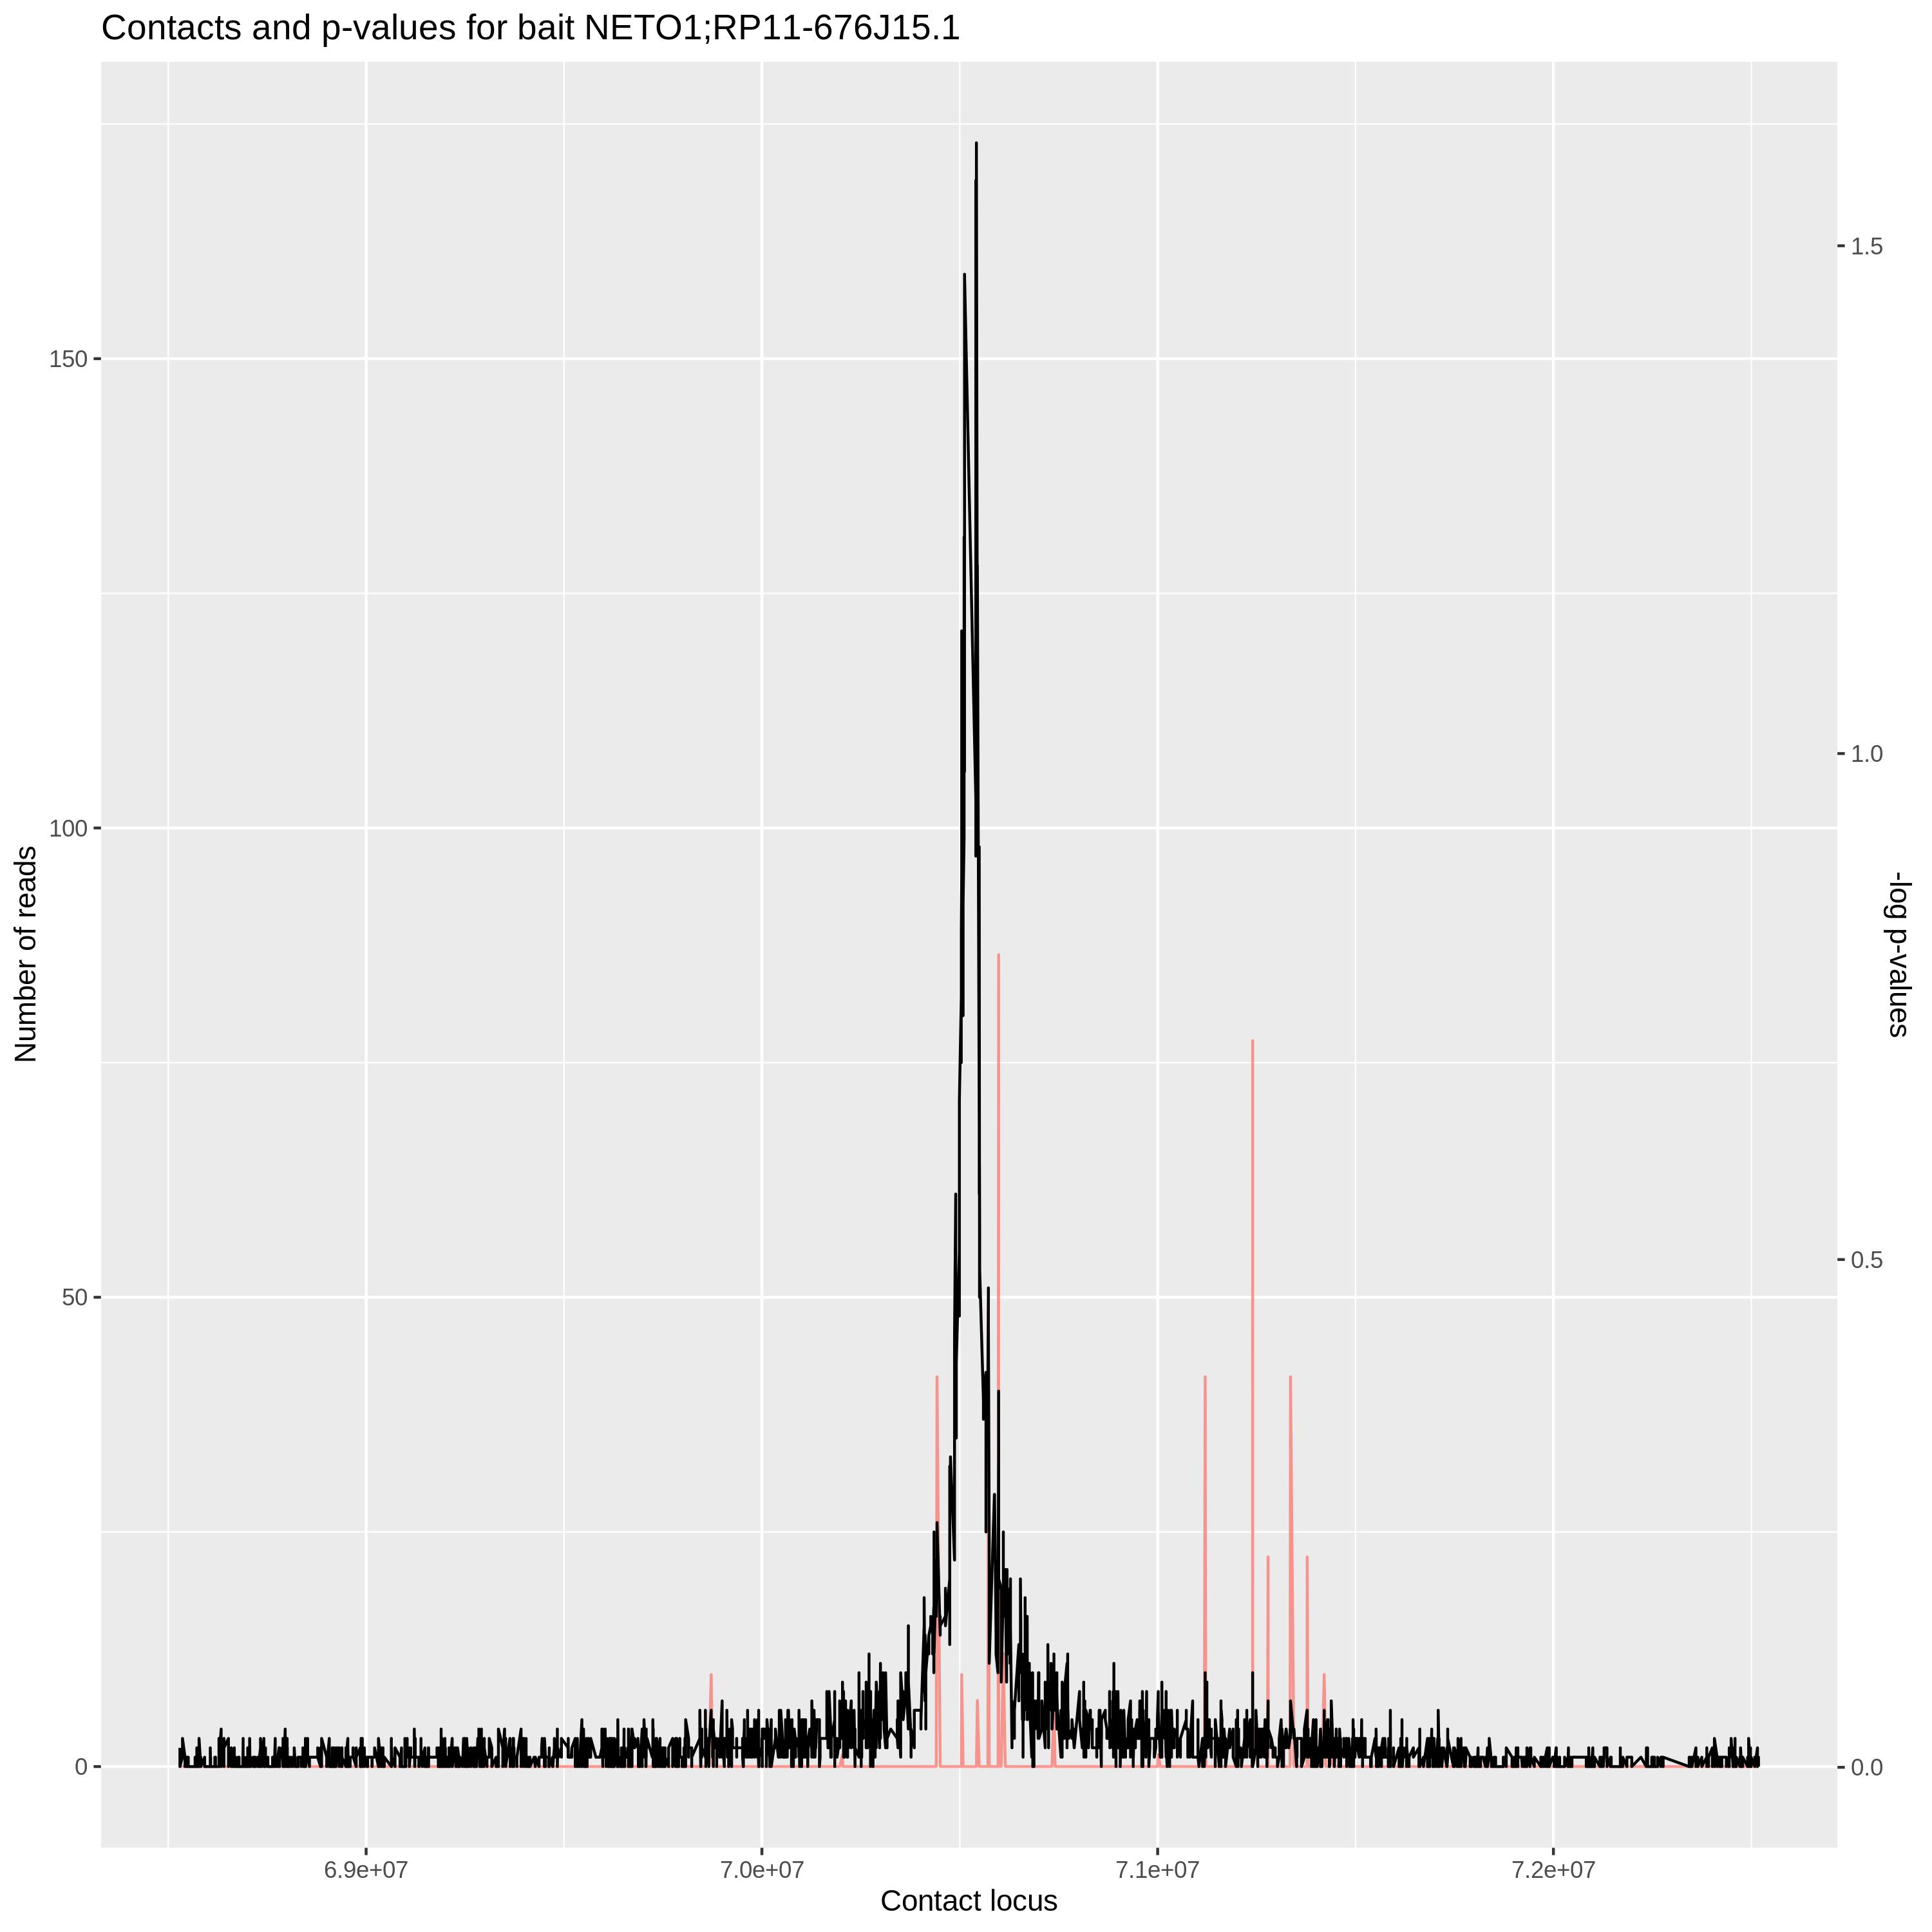 Contacts and p-values for bait NETO1;RP11-676J15.1
Number of reads
150
100
50
0
1.5
1.0
0.5
0.0
-log p-values
6.9e+07 7.0e+07 7.1e+07 7.2e+07
Contact locus